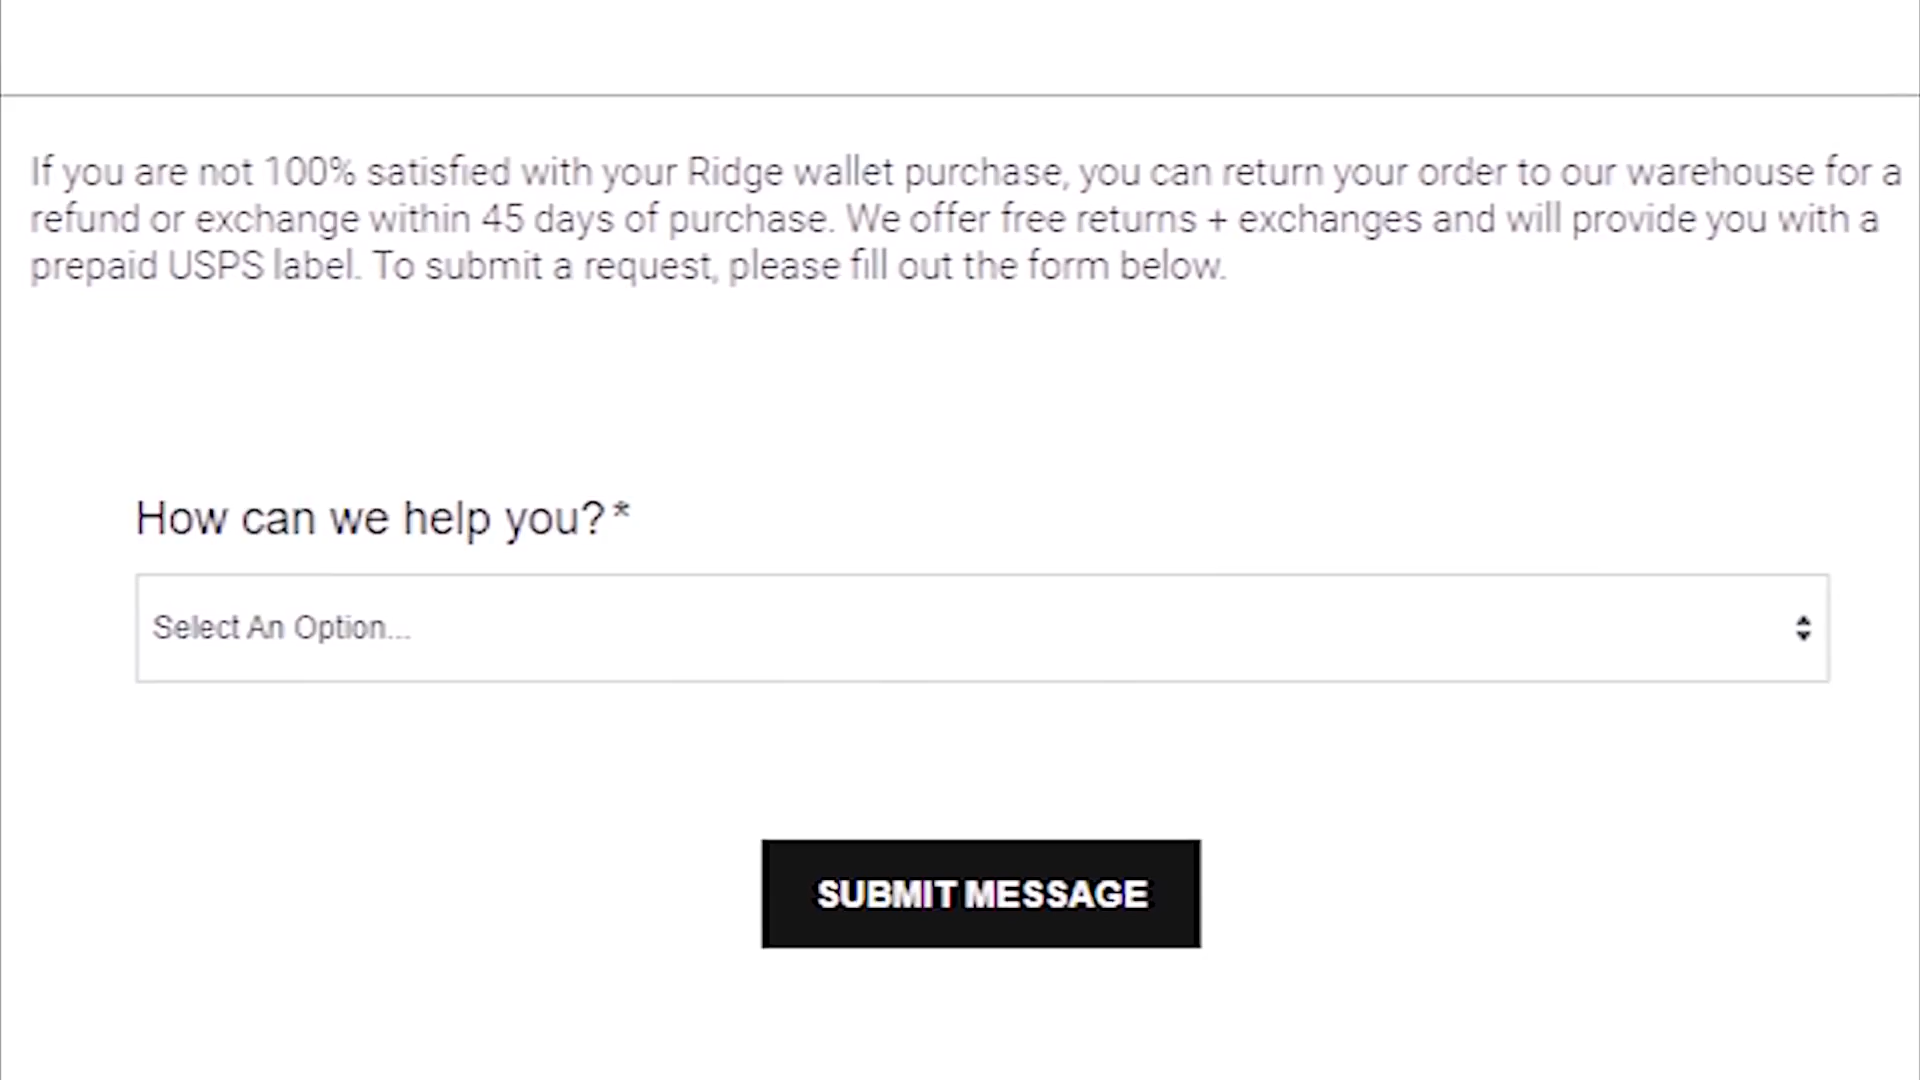 If you are not 100% satisfied with your Ridge wallet purchase, you can return your order to our warehouse for a
refund or exchange within 45 days of purchase. We offer free returns + exchanges and will provide you with a
prepaid USPS label. To submit a request, please fill out the form below.
How can we help you?*
Select An Option...
SUBMIT MESSAGE